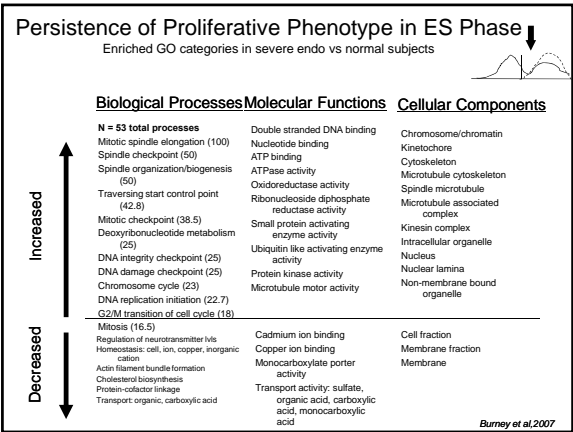 Persistence of Proliferative Phenotype in ES Phase
Enriched GO categories in severe endo vs normal subjects
Increased
Decreased
Biological Processes
N = 53 total processes
Mitotic spindle elongation (100)
Spindle checkpoint (50)
Spindle organization/biogenesis
(50)
Traversing start control point
(42.8)
Mitotic checkpoint (38.5)
Deoxyribonucleotide metabolism
(25)
DNA integrity checkpoint (25)
DNA damage checkpoint (25)
Chromosome cycle (23)
DNA replication initiation (22.7)
G2/M transition of cell cycle (18)
Mitosis (16.5)
Regulation of neurotransmitter lvls
Homeostasis: cell, ion, copper, inorganic
cation
Actin filament bundle formation
Cholesterol biosynthesis
Protein-cofactor linkage
Transport: organic, carboxylic acid
Molecular Functions
Double stranded DNA binding
Nucleotide binding
ATP binding
ATPase activity
Oxidoreductase activity
Ribonucleoside diphosphate
reductase activity
Small protein activating
enzyme activity
Ubiquitin like activating enzyme
activity
Protein kinase activity
Microtubule motor activity
Cadmium ion binding
Copper ion binding
Monocarboxylate porter
activity
Transport activity: sulfate,
organic acid, carboxylic
acid, monocarboxylic
acid
Cellular Components
Chromosome/chromatin
Kinetochore
Cytoskeleton
Microtubule cytoskeleton
Spindle microtubule
Microtubule associated
complex
Kinesin complex
Intracellular organelle
Nucleus
Nuclear lamina
Non-membrane bound
organelle
Cell fraction
Membrane fraction
Membrane
Burney et al,2007